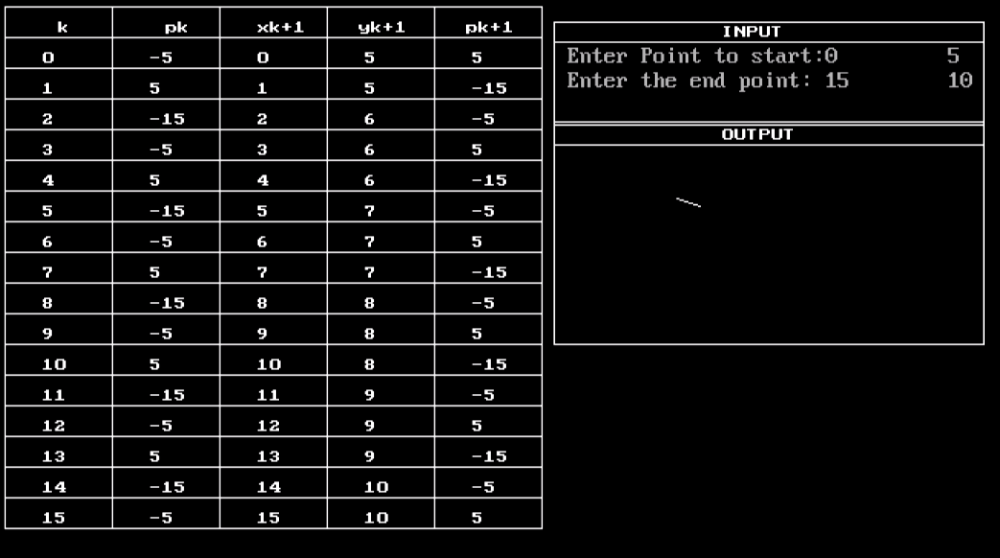 k pk xk+1 yk+1 pk+1
0 -5 0 5 5
1 5 1 5 -15
2 -15 2 6 -5
3 -5 3 6 5
4 5 4 6 -15
5 -15 5 7 -5
6 -5 6 7 5
7 5 7 7 -15
8 -15 8 8 -5
9 -5 9 8 5
10 5 10 8 -15
11 -15 11 9 -5
12 -5 12 9 5
13 5 13 9 -15
14 -15 14 10 -5
15 -5 15 10 5
INPUT
Enter Point to start:0 5
Enter the end point: 15 10
OUTPUT